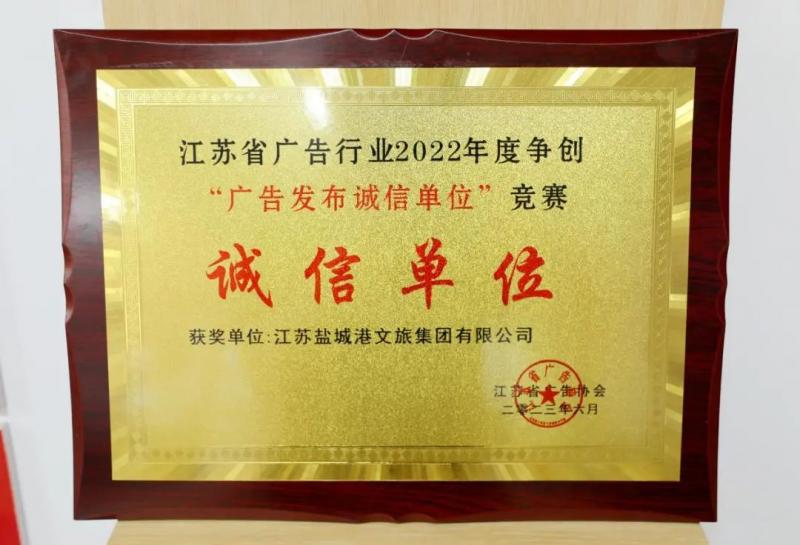 江苏省广告行业2022年度争创
“广告发布诚信单位”竞赛
诚信单位
获奖单位:江苏盐城港文旅集团有限公司
江苏省广告协会
二零二三年六月